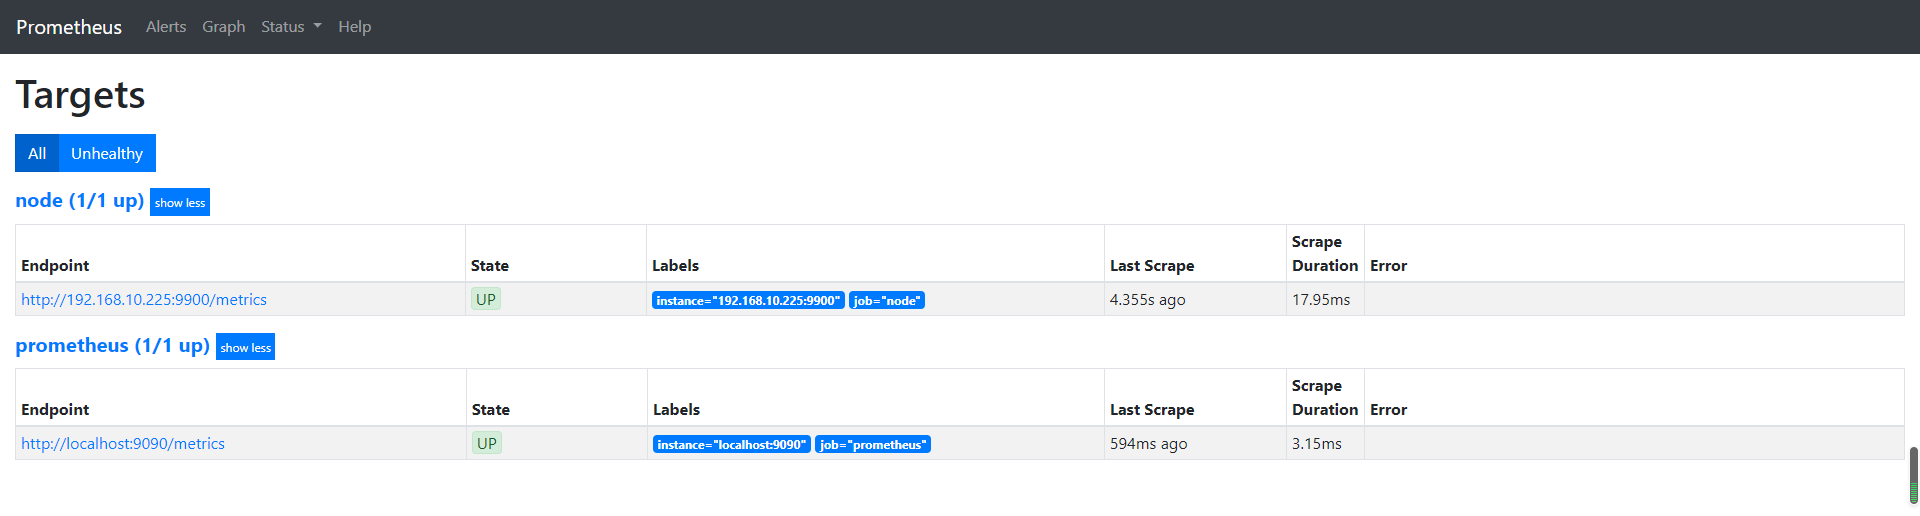 Prometheus Alerts Graph Status Help
Targets
All Unhealthy
node (1/1 up) show less
Endpoint State Labels Last Scrape Scrape Duration Error
http://192.168.10.225:9900/metrics UP instance="192.168.10.225:9900" job="node" 4.355s ago 17.95ms
prometheus (1/1 up) show less
Endpoint State Labels Last Scrape Scrape Duration Error
http://localhost:9090/metrics UP instance="localhost:9090" job="prometheus" 594ms ago 3.15ms